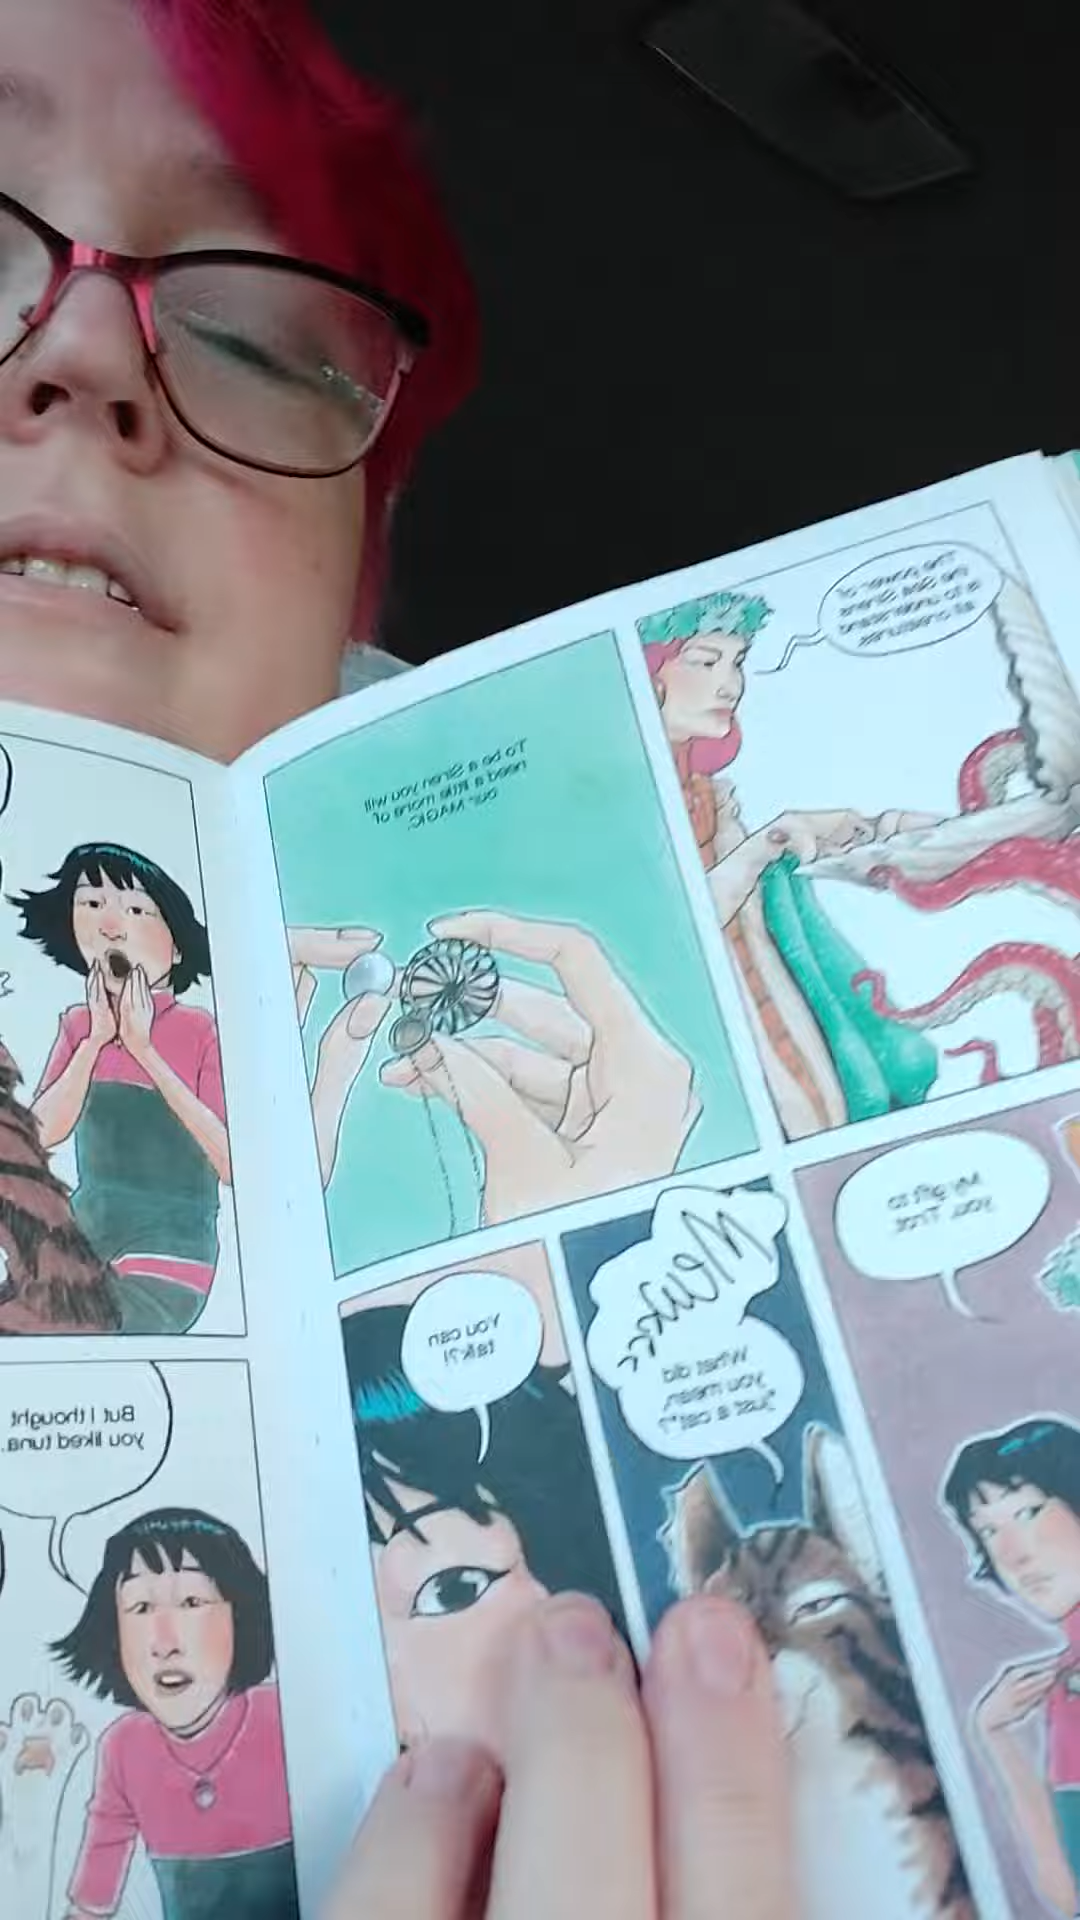 The power of
the Sea Sirens
is to understand
all creatures.
To be a Siren you will
need a little more of
our MAGIC.
My gift to
you, Trot.
Meowrr
What did
you mean,
"just a cat"?
You can
talk?!
But I thought
you liked tuna.